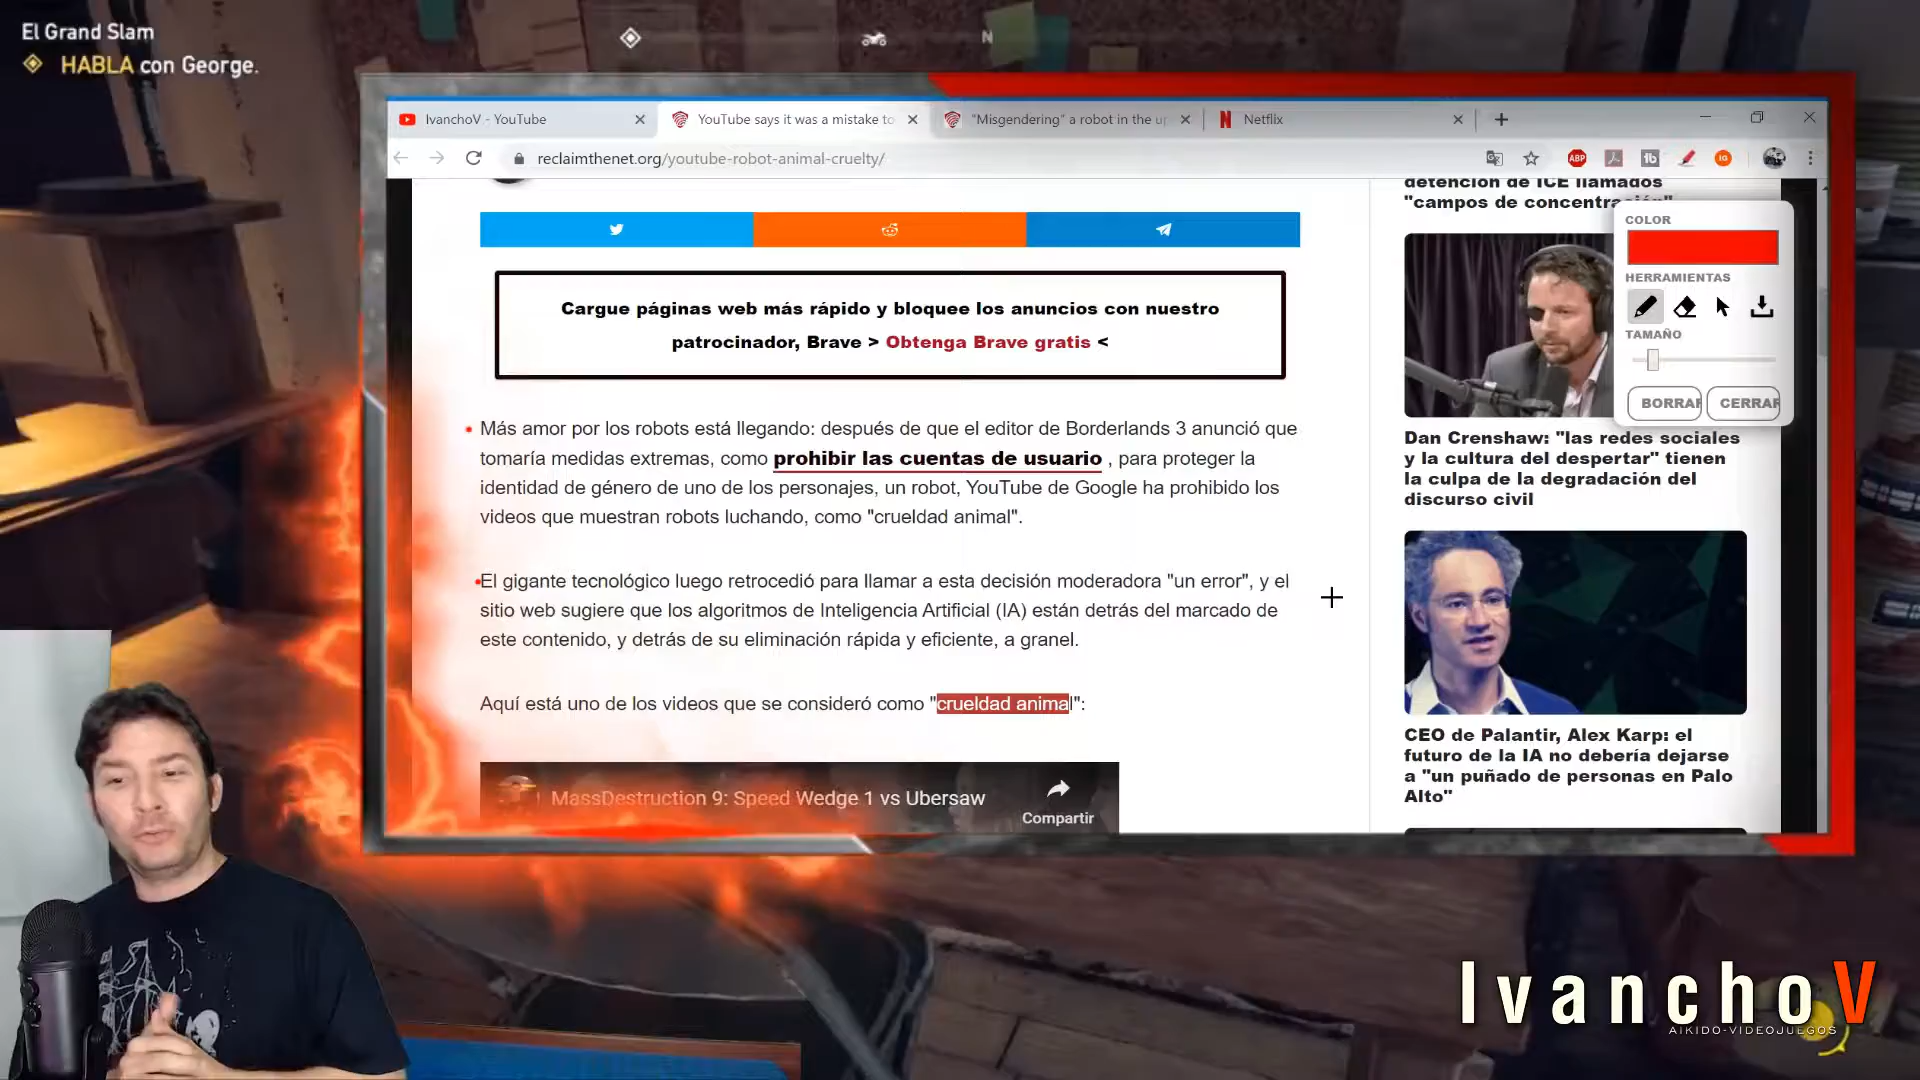 El Grand Slam
HABLA con George.
N
IvanchoV - YouTube
YouTube says it was a mistake to
"Misgendering" a robot in the up
Netflix
reclaimthenet.org/youtube-robot-animal-cruelty/
ABP
tb
IG
detención de ICE llamados
"campos de concentración"
COLOR
HERRAMIENTAS
TAMAÑO
BORRAR
CERRAR
Cargue páginas web más rápido y bloquee los anuncios con nuestro
patrocinador, Brave > Obtenga Brave gratis <
Más amor por los robots está llegando: después de que el editor de Borderlands 3 anunció que
tomaría medidas extremas, como prohibir las cuentas de usuario , para proteger la
identidad de género de uno de los personajes, un robot, YouTube de Google ha prohibido los
videos que muestran robots luchando, como "crueldad animal".
El gigante tecnológico luego retrocedió para llamar a esta decisión moderadora "un error", y el
sitio web sugiere que los algoritmos de Inteligencia Artificial (IA) están detrás del marcado de
este contenido, y detrás de su eliminación rápida y eficiente, a granel.
Aquí está uno de los videos que se consideró como "crueldad animal":
MassDestruction 9: Speed Wedge 1 vs Ubersaw
Compartir
Dan Crenshaw: "las redes sociales
y la cultura del despertar" tienen
la culpa de la degradación del
discurso civil
CEO de Palantir, Alex Karp: el
futuro de la IA no debería dejarse
a "un puñado de personas en Palo
Alto"
IvanchoV
AIKIDO-VIDEOJUEGOS